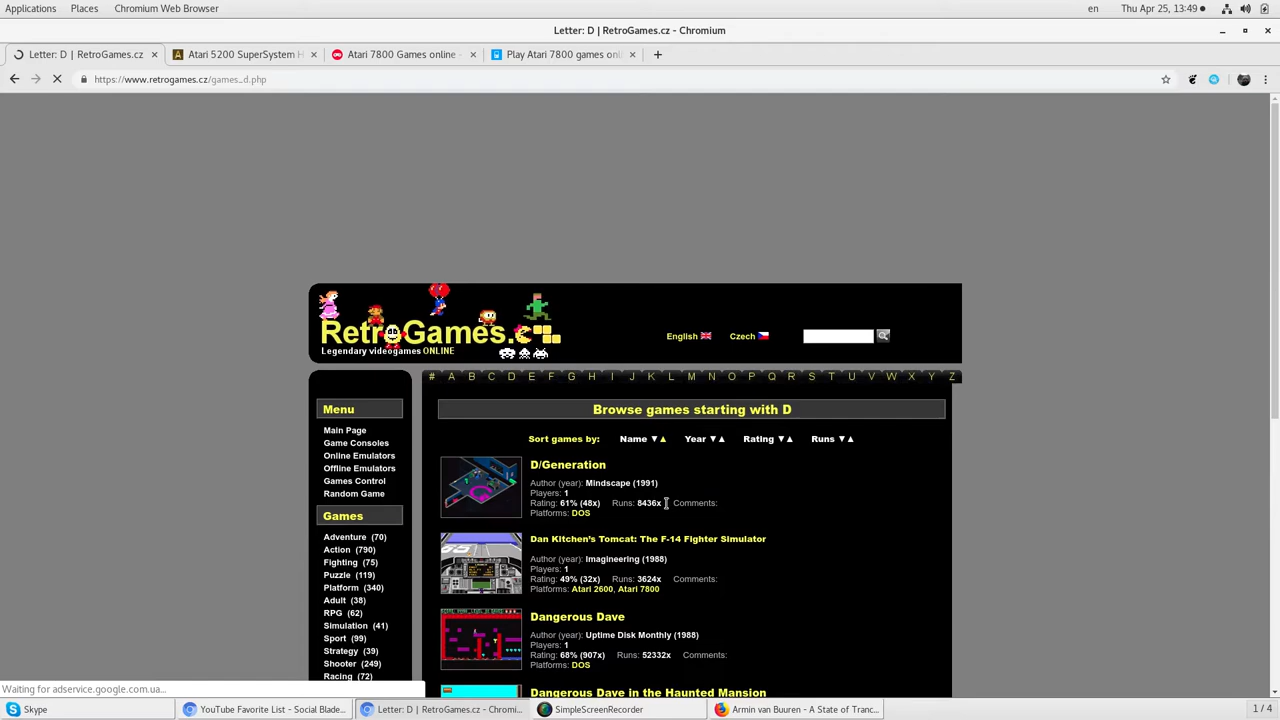 Applications Places Chromium Web Browser en Thu Apr 25, 13:49
Letter: D | RetroGames.cz - Chromium
Letter: D | RetroGames.cz Atari 5200 SuperSystem H Atari 7800 Games online - Play Atari 7800 games onl
https://www.retrogames.cz/games_d.php
RetroGames.
Legendary videogames ONLINE
English Czech
# A B C D E F G H I J K L M N O P Q R S T U V W X Y Z
Menu
Main Page
Game Consoles
Online Emulators
Offline Emulators
Games Control
Random Game
Games
Adventure (70)
Action (790)
Fighting (75)
Puzzle (119)
Platform (340)
Adult (38)
RPG (62)
Simulation (41)
Sport (99)
Strategy (39)
Shooter (249)
Racing (72)
Browse games starting with D
Sort games by: Name ▼▲ Year ▼▲ Rating ▼▲ Runs ▼▲
D/Generation
Author (year): Mindscape (1991)
Players: 1
Rating: 61% (48x) Runs: 8436x Comments:
Platforms: DOS
Dan Kitchen's Tomcat: The F-14 Fighter Simulator
Author (year): Imagineering (1988)
Players: 1
Rating: 49% (32x) Runs: 3624x Comments:
Platforms: Atari 2600, Atari 7800
Dangerous Dave
Author (year): Uptime Disk Monthly (1988)
Players: 1
Rating: 68% (907x) Runs: 52332x Comments:
Platforms: DOS
Dangerous Dave in the Haunted Mansion
Waiting for adservice.google.com.ua...
Skype YouTube Favorite List - Social Blade... Letter: D | RetroGames.cz - Chromi... SimpleScreenRecorder Armin van Buuren - A State of Tranc... 1 / 4